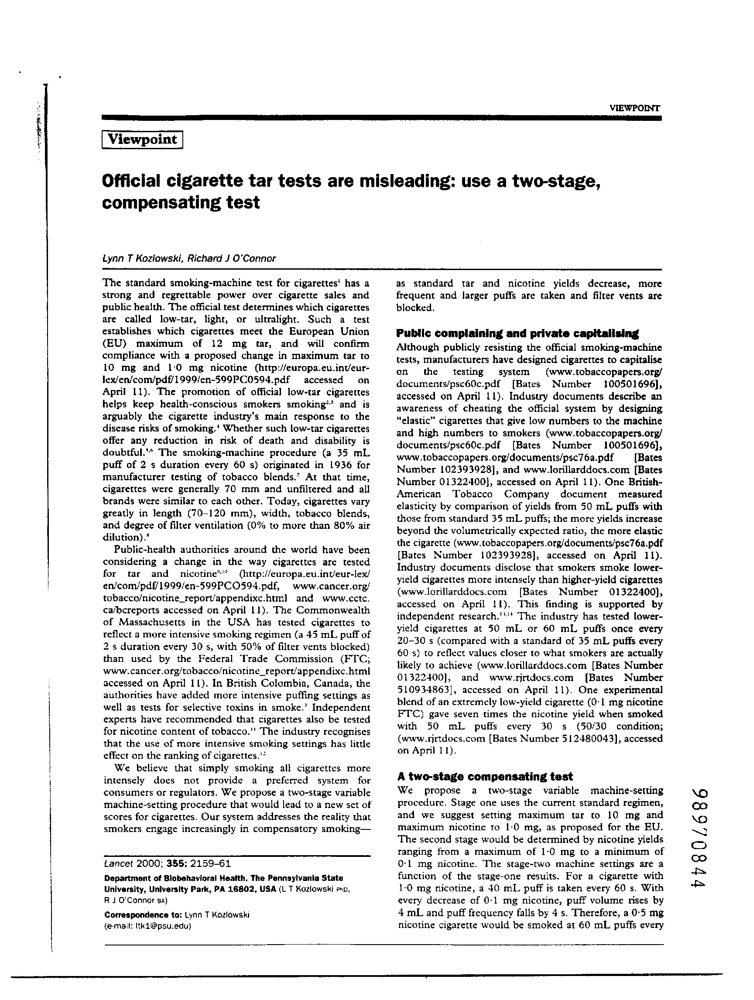 VIEWPOINT
Viewpoint
Official cigarette tar tests are misleading: use a two-stage,
compensating test
Lynn T Kozlowski, Richard J O'Connor
The standard smoking-machine test for cigarettes¹ has a
strong and regrettable power over cigarette sales and
public health. The official test determines which cigarettes
are called low-tar, light, or ultralight. Such a test
establishes which cigarettes meet the European Union
(EU) maximum of 12 mg tar, and will confirm
compliance with a proposed change in maximum tar to
10 mg and 1·0 mg nicotine (http://europa.eu.int/eur-
lex/en/com/pdf/1999/en-599PC0594.pdf accessed on
April 11). The promotion of official low-tar cigarettes
helps keep health-conscious smokers smoking²,³ and is
arguably the cigarette industry's main response to the
disease risks of smoking.⁴ Whether such low-tar cigarettes
offer any reduction in risk of death and disability is
doubtful.⁵,⁶ The smoking-machine procedure (a 35 mL
puff of 2 s duration every 60 s) originated in 1936 for
manufacturer testing of tobacco blends.⁷ At that time,
cigarettes were generally 70 mm and unfiltered and all
brands were similar to each other. Today, cigarettes vary
greatly in length (70–120 mm), width, tobacco blends,
and degree of filter ventilation (0% to more than 80% air
dilution).⁸
Public-health authorities around the world have been
considering a change in the way cigarettes are tested
for tar and nicotine (http://europa.eu.int/eur-lex/
en/com/pdf/1999/en-599PCO594.pdf, www.cancer.org/
tobacco/nicotine_report/appendixc.html and www.cctc.
ca/bcreports accessed on April 11). The Commonwealth
of Massachusetts in the USA has tested cigarettes to
reflect a more intensive smoking regimen (a 45 mL puff of
2 s duration every 30 s, with 50% of filter vents blocked)
than used by the Federal Trade Commission (FTC;
www.cancer.org/tobacco/nicotine_report/appendixc.html
accessed on April 11). In British Colombia, Canada, the
authorities have added more intensive puffing settings as
well as tests for selective toxins in smoke.⁷ Independent
experts have recommended that cigarettes also be tested
for nicotine content of tobacco.¹¹ The industry recognises
that the use of more intensive smoking settings has little
effect on the ranking of cigarettes.¹²
We believe that simply smoking all cigarettes more
intensely does not provide a preferred system for
consumers or regulators. We propose a two-stage variable
machine-setting procedure that would lead to a new set of
scores for cigarettes. Our system addresses the reality that
smokers engage increasingly in compensatory smoking—
Lancet 2000; 355: 2159–61
Department of Biobehavioral Health, The Pennsylvania State
University, University Park, PA 16802, USA (L T Kozlowski PhD,
R J O'Connor BA)
Correspondence to: Lynn T Kozlowski
(e-mail: ltk1@psu.edu)
as standard tar and nicotine yields decrease, more
frequent and larger puffs are taken and filter vents are
blocked.
Public complaining and private capitalising
Although publicly resisting the official smoking-machine
tests, manufacturers have designed cigarettes to capitalise
on the testing system (www.tobaccopapers.org/
documents/psc60c.pdf [Bates Number 100501696],
accessed on April 11). Industry documents describe an
awareness of cheating the official system by designing
"elastic" cigarettes that give low numbers to the machine
and high numbers to smokers (www.tobaccopapers.org/
documents/psc60c.pdf [Bates Number 100501696],
www.tobaccopapers.org/documents/psc76a.pdf [Bates
Number 102393928], and www.lorillarddocs.com [Bates
Number 01322400], accessed on April 11). One British-
American Tobacco Company document measured
elasticity by comparison of yields from 50 mL puffs with
those from standard 35 mL puffs; the more yields increase
beyond the volumetrically expected ratio, the more elastic
the cigarette (www.tobaccopapers.org/documents/psc76a.pdf
[Bates Number 102393928], accessed on April 11).
Industry documents disclose that smokers smoke lower-
yield cigarettes more intensely than higher-yield cigarettes
(www.lorillarddocs.com [Bates Number 01322400],
accessed on April 11). This finding is supported by
independent research.¹³,¹⁴ The industry has tested lower-
yield cigarettes at 50 mL or 60 mL puffs once every
20–30 s (compared with a standard of 35 mL puffs every
60 s) to reflect values closer to what smokers are actually
likely to achieve (www.lorillarddocs.com [Bates Number
01322400], and www.rjrtdocs.com [Bates Number
510934863], accessed on April 11). One experimental
blend of an extremely low-yield cigarette (0·1 mg nicotine
FTC) gave seven times the nicotine yield when smoked
with 50 mL puffs every 30 s (50/30 condition;
(www.rjrtdocs.com [Bates Number 512480043], accessed
on April 11).
A two-stage compensating test
We propose a two-stage variable machine-setting
procedure. Stage one uses the current standard regimen,
and we suggest setting maximum tar to 10 mg and
maximum nicotine to 1·0 mg, as proposed for the EU.
The second stage would be determined by nicotine yields
ranging from a maximum of 1·0 mg to a minimum of
0·1 mg nicotine. The stage-two machine settings are a
function of the stage-one results. For a cigarette with
1·0 mg nicotine, a 40 mL puff is taken every 60 s. With
every decrease of 0·1 mg nicotine, puff volume rises by
4 mL and puff frequency falls by 4 s. Therefore, a 0·5 mg
nicotine cigarette would be smoked at 60 mL puffs every
98970844